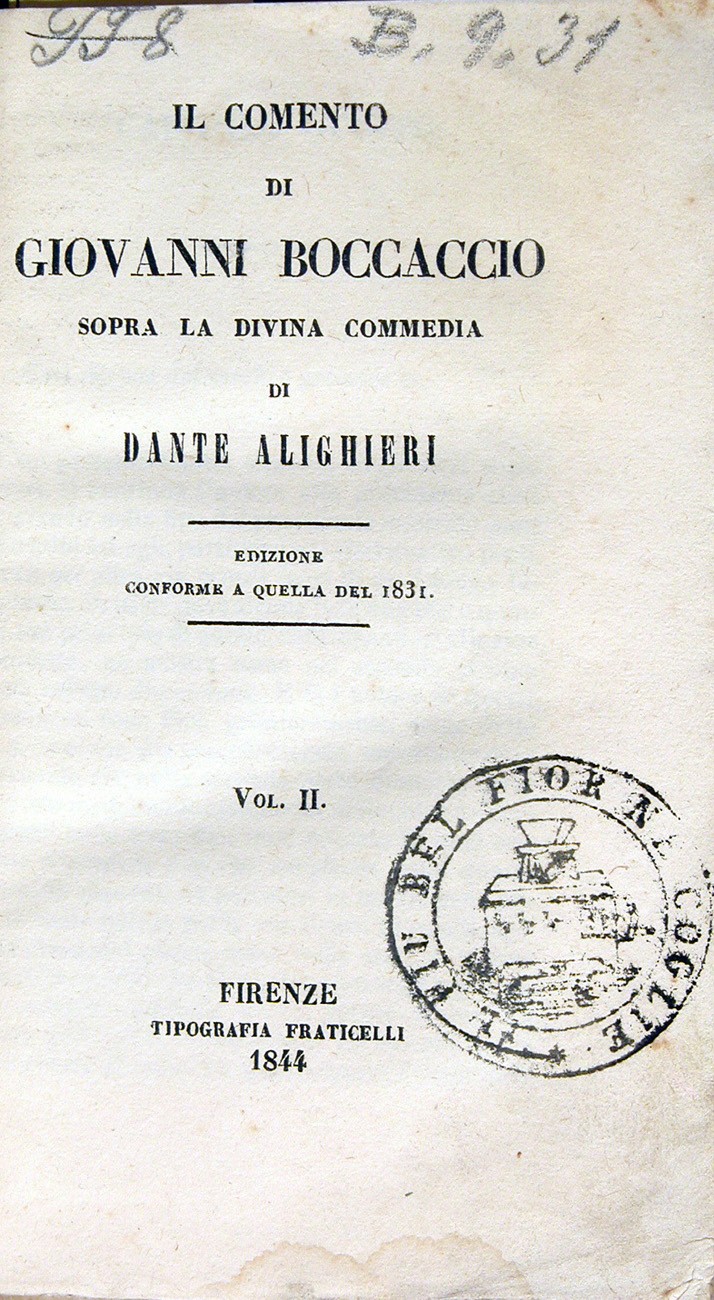 B. 9. 31
IL COMENTO
DI
GIOVANNI BOCCACCIO
SOPRA LA DIVINA COMMEDIA
DI
DANTE ALIGHIERI
EDIZIONE
CONFORME A QUELLA DEL 1831.
VOL. II.
IL PIU BEL FIOR NE COGLIE
FIRENZE
TIPOGRAFIA FRATICELLI
1844